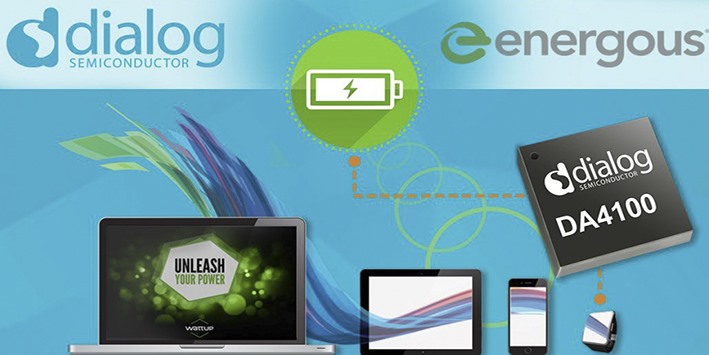 dialog
SEMICONDUCTOR
energous
dialog
SEMICONDUCTOR
DA4100
UNLEASH
YOUR POWER
WATTUP